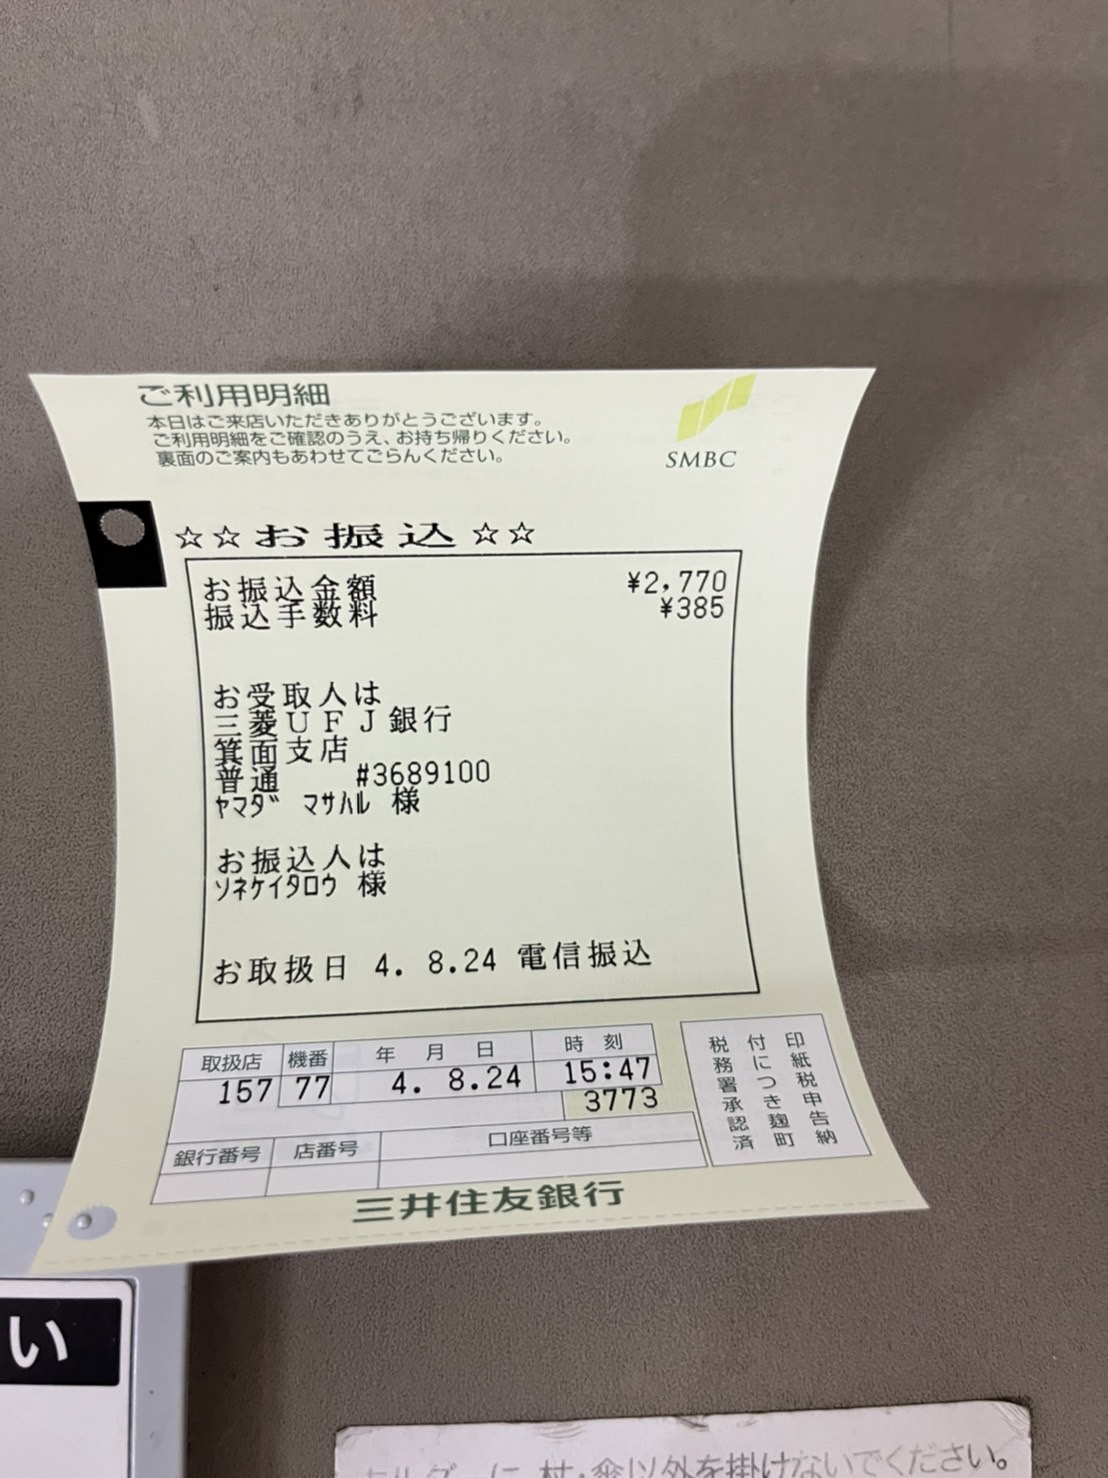 ご利用明細
本日はご来店いただきありがとうございます。
ご利用明細をご確認のうえ、お持ち帰りください。
裏面のご案内もあわせてごらんください。
SMBC
☆☆お振込☆☆
お振込金額 ¥2,770
振込手数料 ¥385
お受取人は
三菱UFJ銀行
箕面支店
普通 #3689100
ﾔﾏﾀﾞ ﾏｻﾊﾙ 様
お振込人は
ｿﾈｹｲﾀﾛｳ 様
お取扱日 4. 8.24 電信振込
取扱店 機番 年 月 日 時刻
157 77 4. 8.24 15:47
3773
銀行番号 店番号 口座番号等
印紙税申告納
付につき麹町
税務署承認済
三井住友銀行
い
に 杖・傘以外を掛けないでください。